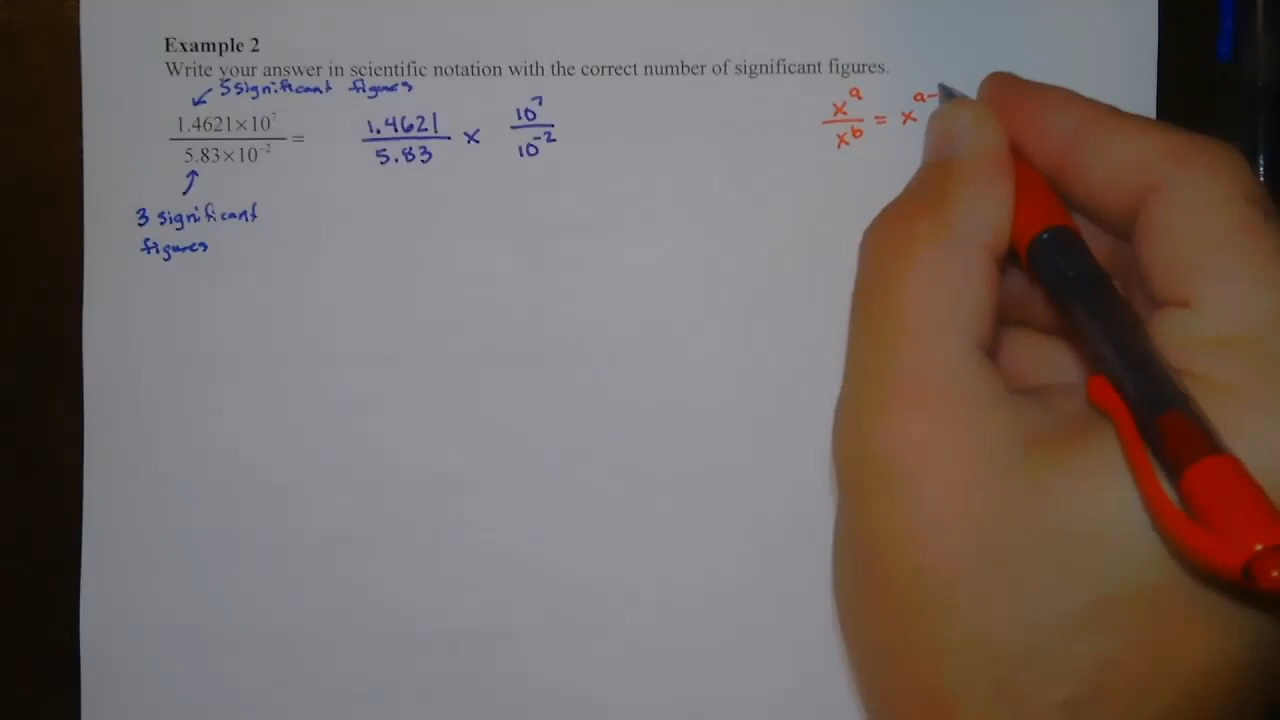 Example 2
Write your answer in scientific notation with the correct number of significant figures.
5 significant figures
1.4621×10⁷ / 5.83×10⁻² = 1.4621 / 5.83 × 10⁷ / 10⁻²
xᵃ / xᵇ = xᵃ⁻
3 significant
figures